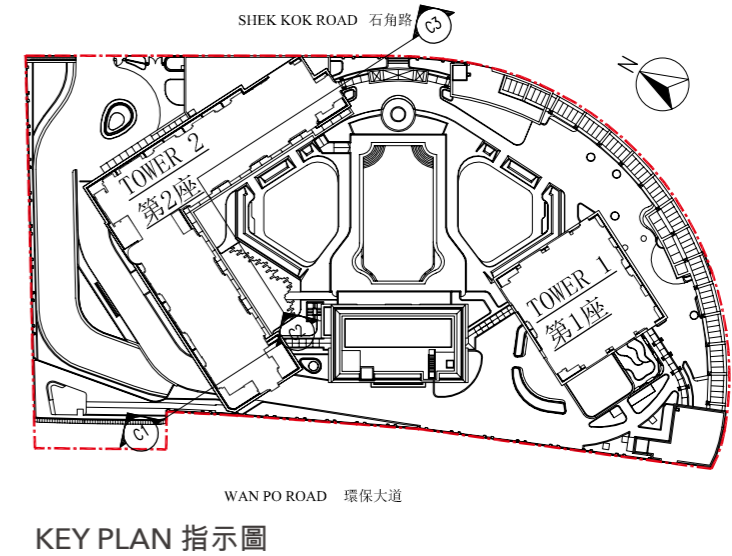 SHEK KOK ROAD 石角路
C3
N
TOWER 2
第2座
TOWER 1
第1座
C2
C1
WAN PO ROAD 環保大道
KEY PLAN 指示圖